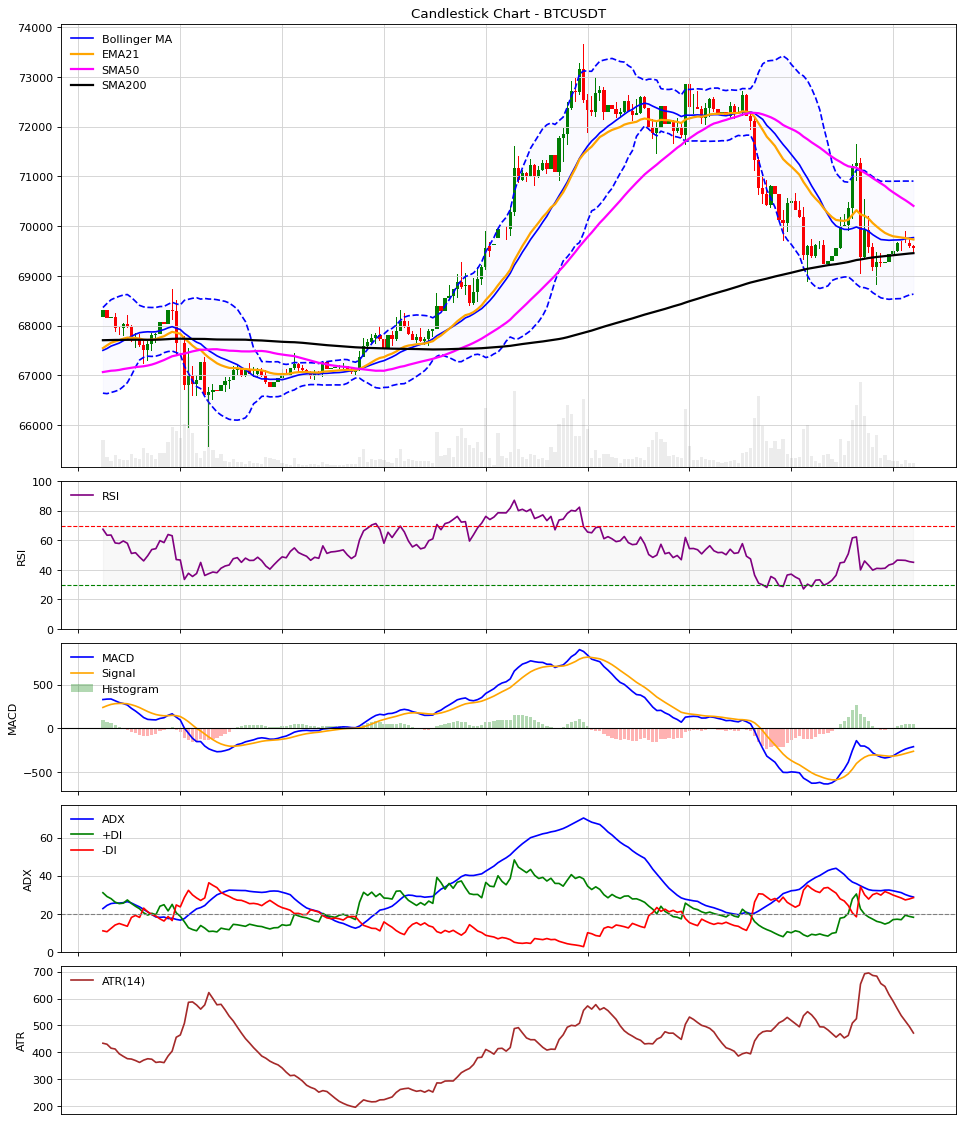 Candlestick Chart - BTCUSDT
Bollinger MA
EMA21
SMA50
SMA200
74000
73000
72000
71000
70000
69000
68000
67000
66000
RSI
RSI
100
80
60
40
20
0
MACD
Signal
Histogram
MACD
500
0
−500
ADX
+DI
-DI
ADX
60
40
20
0
ATR(14)
ATR
700
600
500
400
300
200